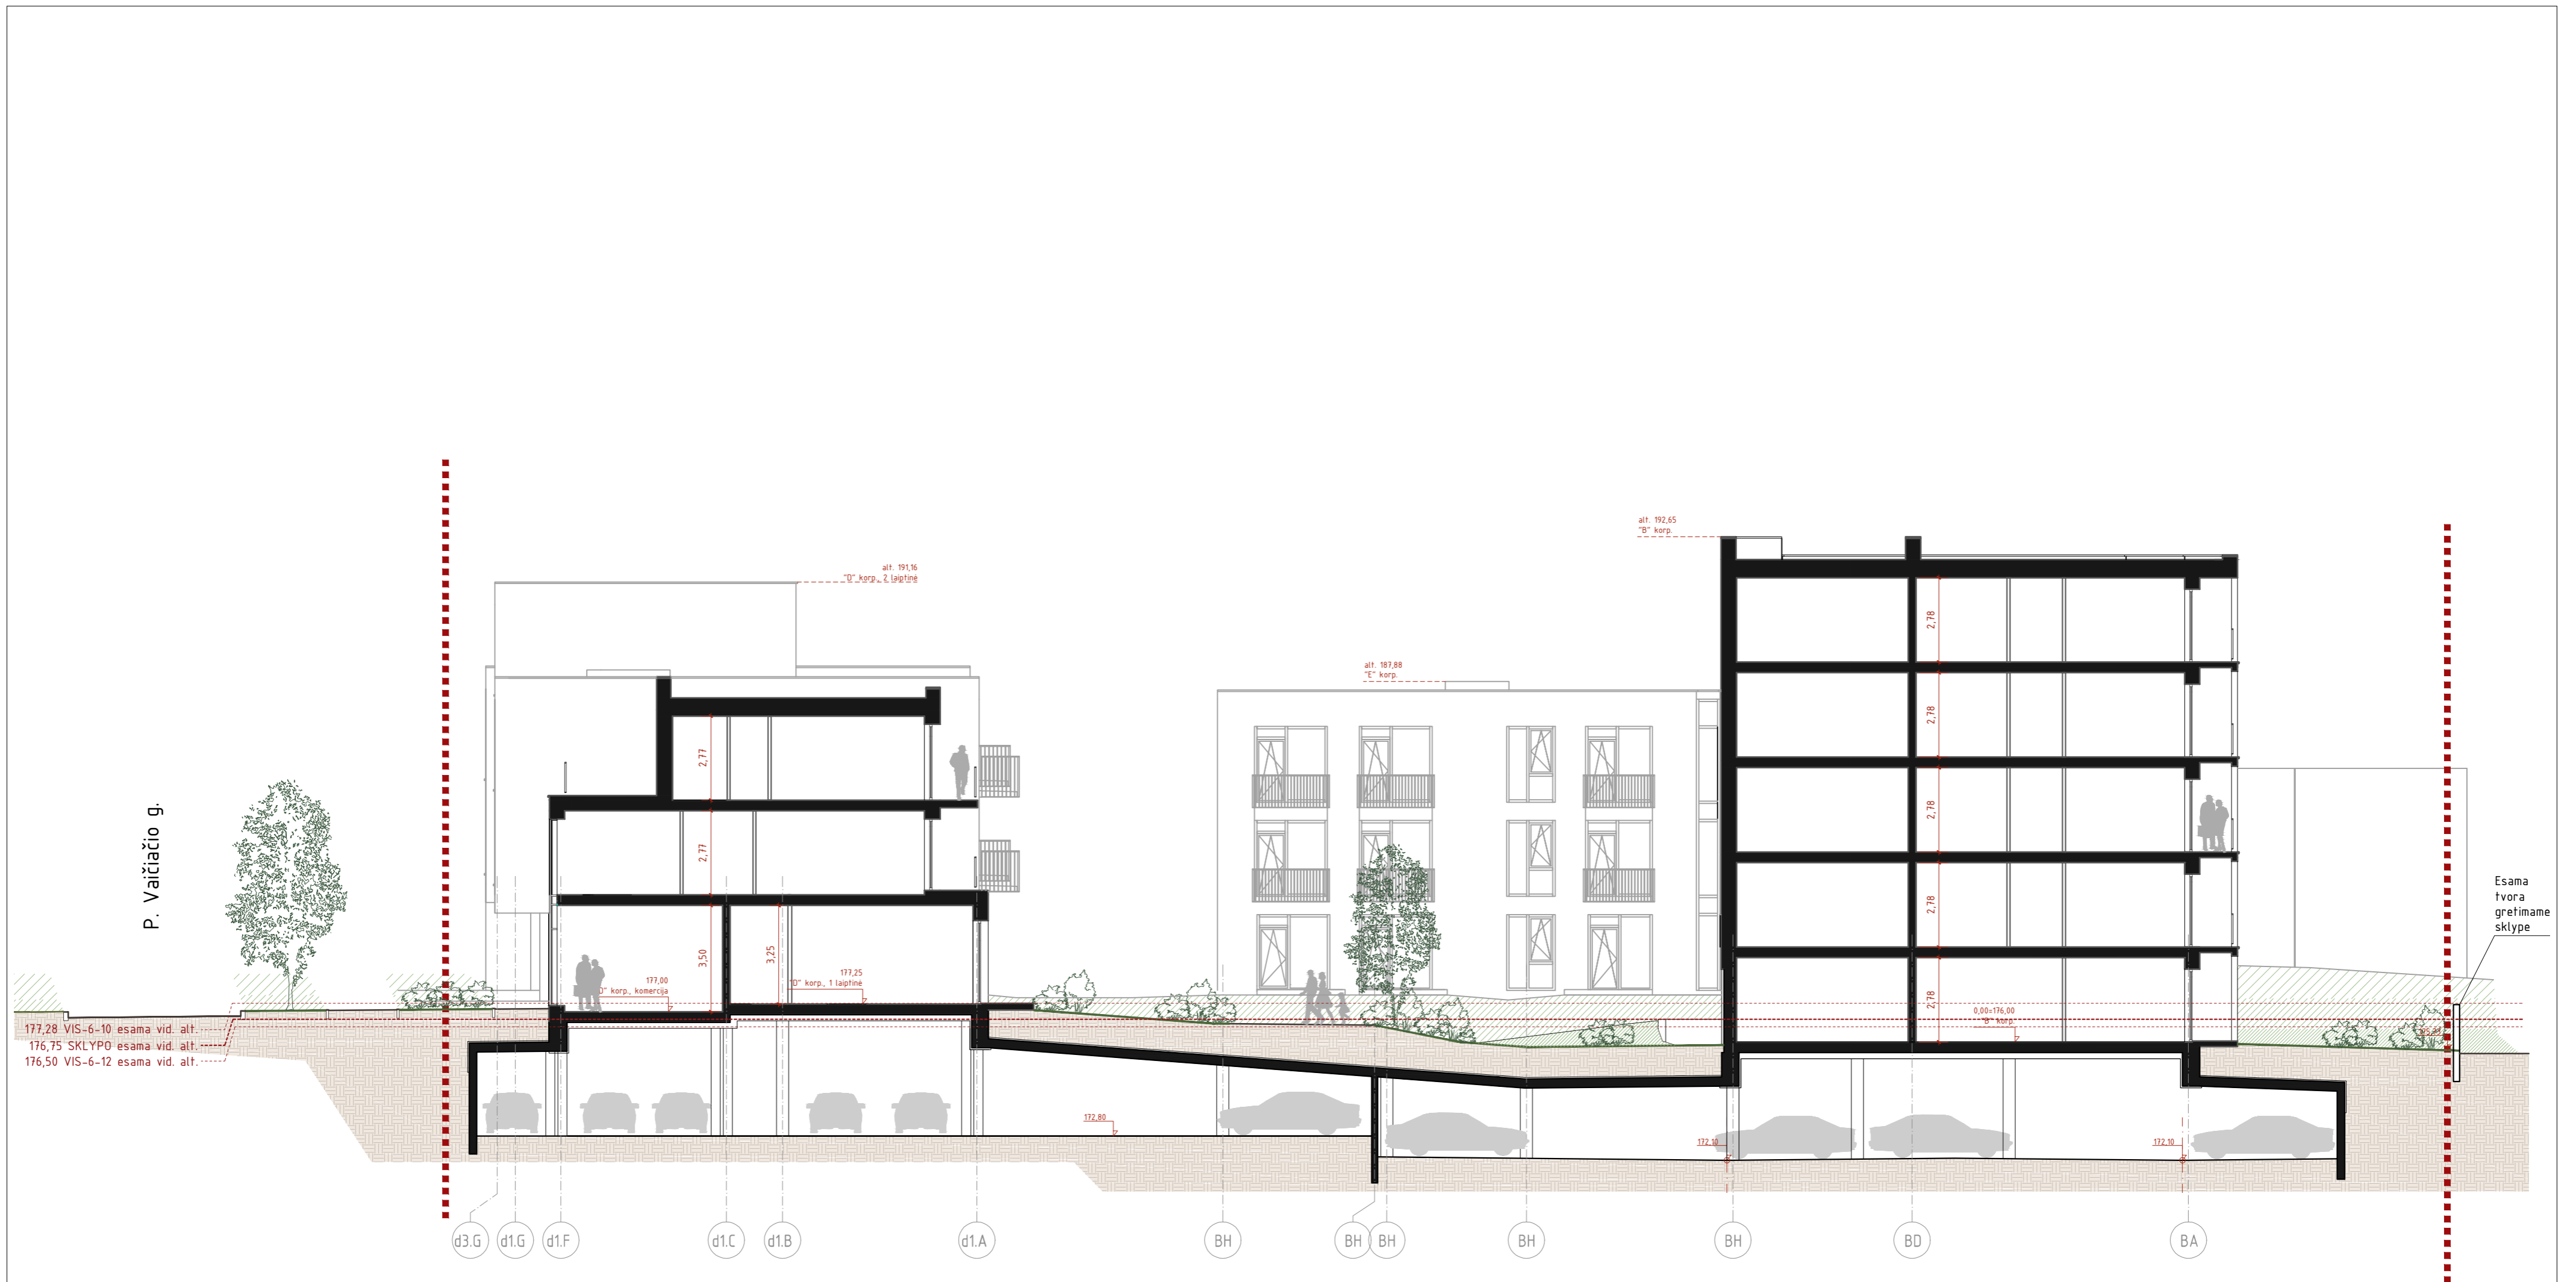 alt. 192,65
"B" korp.
alt. 191,16
"D" korp., 2 laiptinė
alt. 187,88
"E" korp.
P. Vaičiačio g.
2,77
2,77
3,50
3,25
177,00
"D" korp., komercija
177,25
"D" korp., 1 laiptinė
2,78
2,78
2,78
2,78
2,78
0,00=176,00
"B" korp.
Esama
tvora
gretimame
sklype
177,28 VIS-6-10 esama vid. alt.
176,75 SKLYPO esama vid. alt.
176,50 VIS-6-12 esama vid. alt.
172,80
172,10
172,10
d3.G
d1.G
d1.F
d1.C
d1.B
d1.A
BH
BH
BH
BH
BH
BD
BA